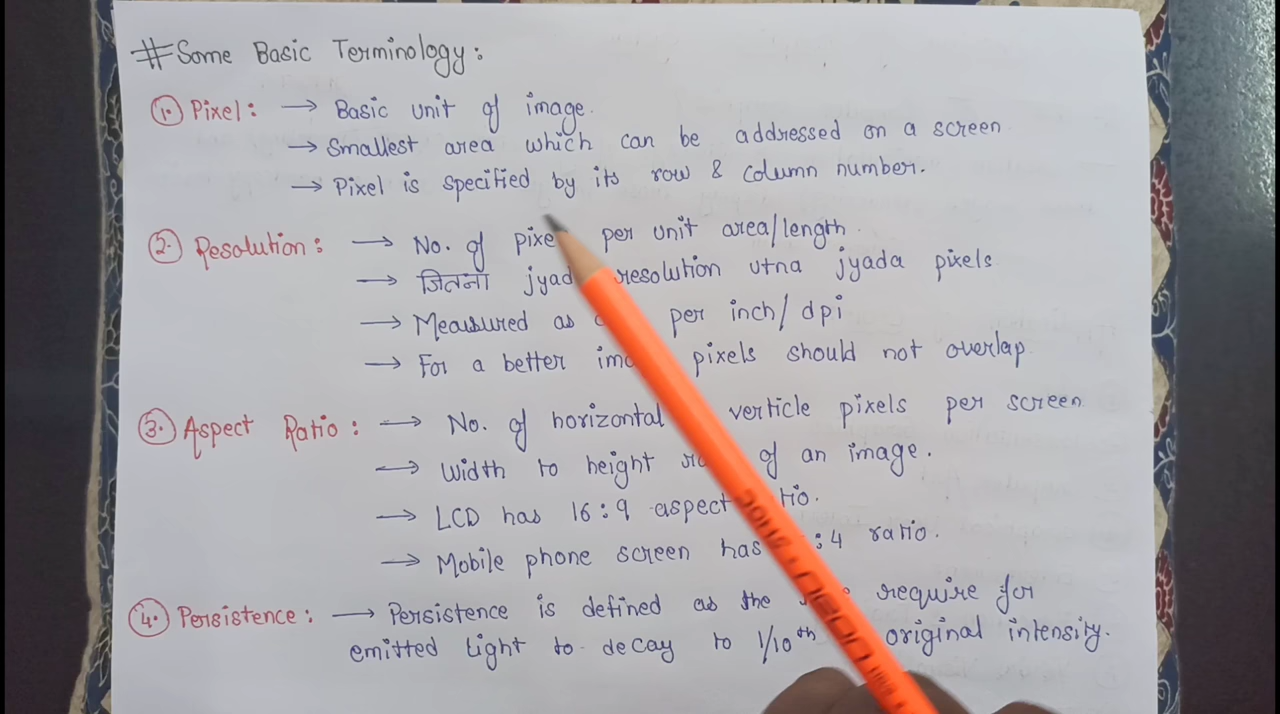 # Some Basic Terminology:
1. Pixel: → Basic unit of image.
→ Smallest area which can be addressed on a screen
→ Pixel is specified by its row & column number.
2. Resolution: → No. of pixe per unit area/length.
→ जितना jyad resolution utna jyada pixels
→ Measured as per inch/dpi
→ For a better ima pixels should not overlap
3. Aspect Ratio: → No. of horizontal verticle pixels per screen
→ Width to height of an image.
→ LCD has 16:9 aspect tio.
→ Mobile phone screen has :4 ratio.
4. Persistence: → Persistence is defined as the require for
emitted light to decay to 1/10th original intensity.